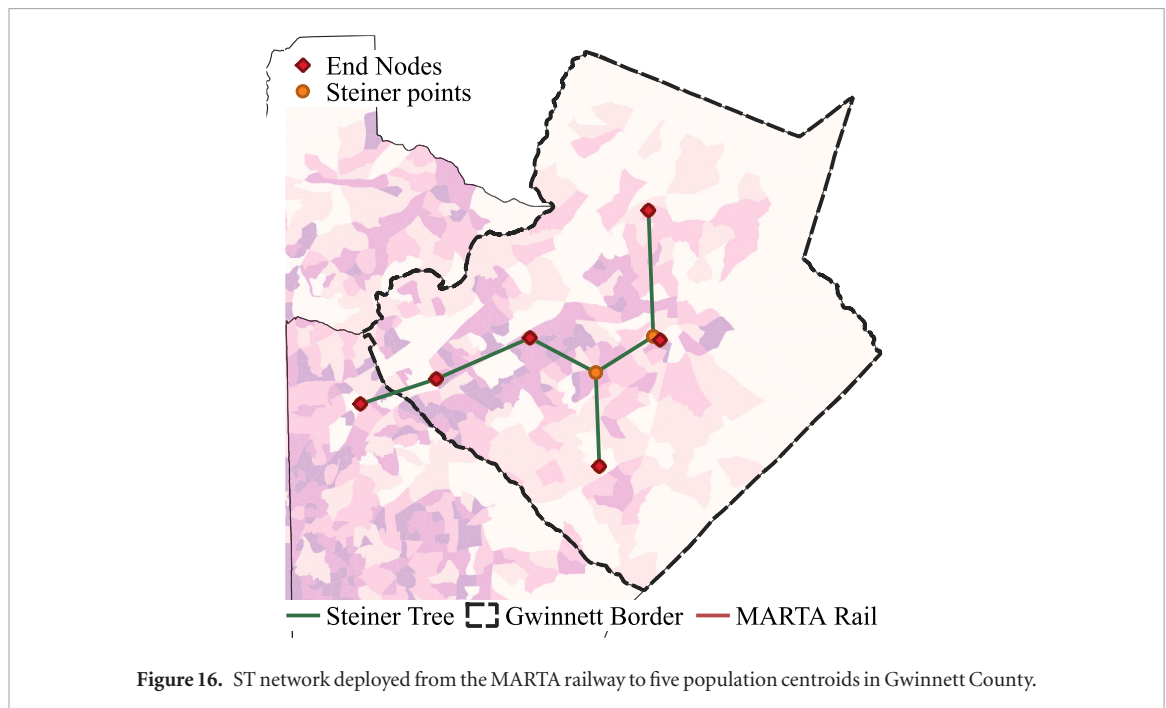 End Nodes
Steiner points
Steiner Tree Gwinnett Border MARTA Rail
Figure 16. ST network deployed from the MARTA railway to five population centroids in Gwinnett County.